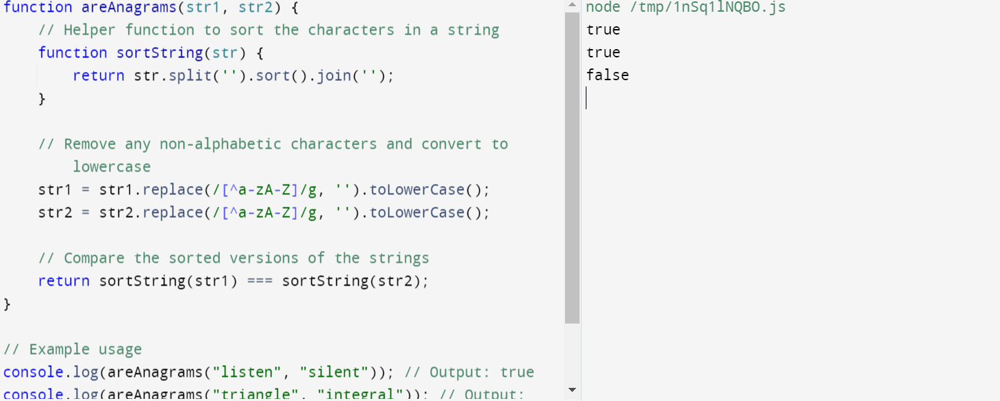 function areAnagrams(str1, str2) {
    // Helper function to sort the characters in a string
    function sortString(str) {
        return str.split('').sort().join('');
    }

    // Remove any non-alphabetic characters and convert to
        lowercase
    str1 = str1.replace(/[^a-zA-Z]/g, '').toLowerCase();
    str2 = str2.replace(/[^a-zA-Z]/g, '').toLowerCase();

    // Compare the sorted versions of the strings
    return sortString(str1) === sortString(str2);
}

// Example usage
console.log(areAnagrams("listen", "silent")); // Output: true
console.log(areAnagrams("triangle", "integral")); // Output:
node /tmp/1nSq1lNQBO.js
true
true
false